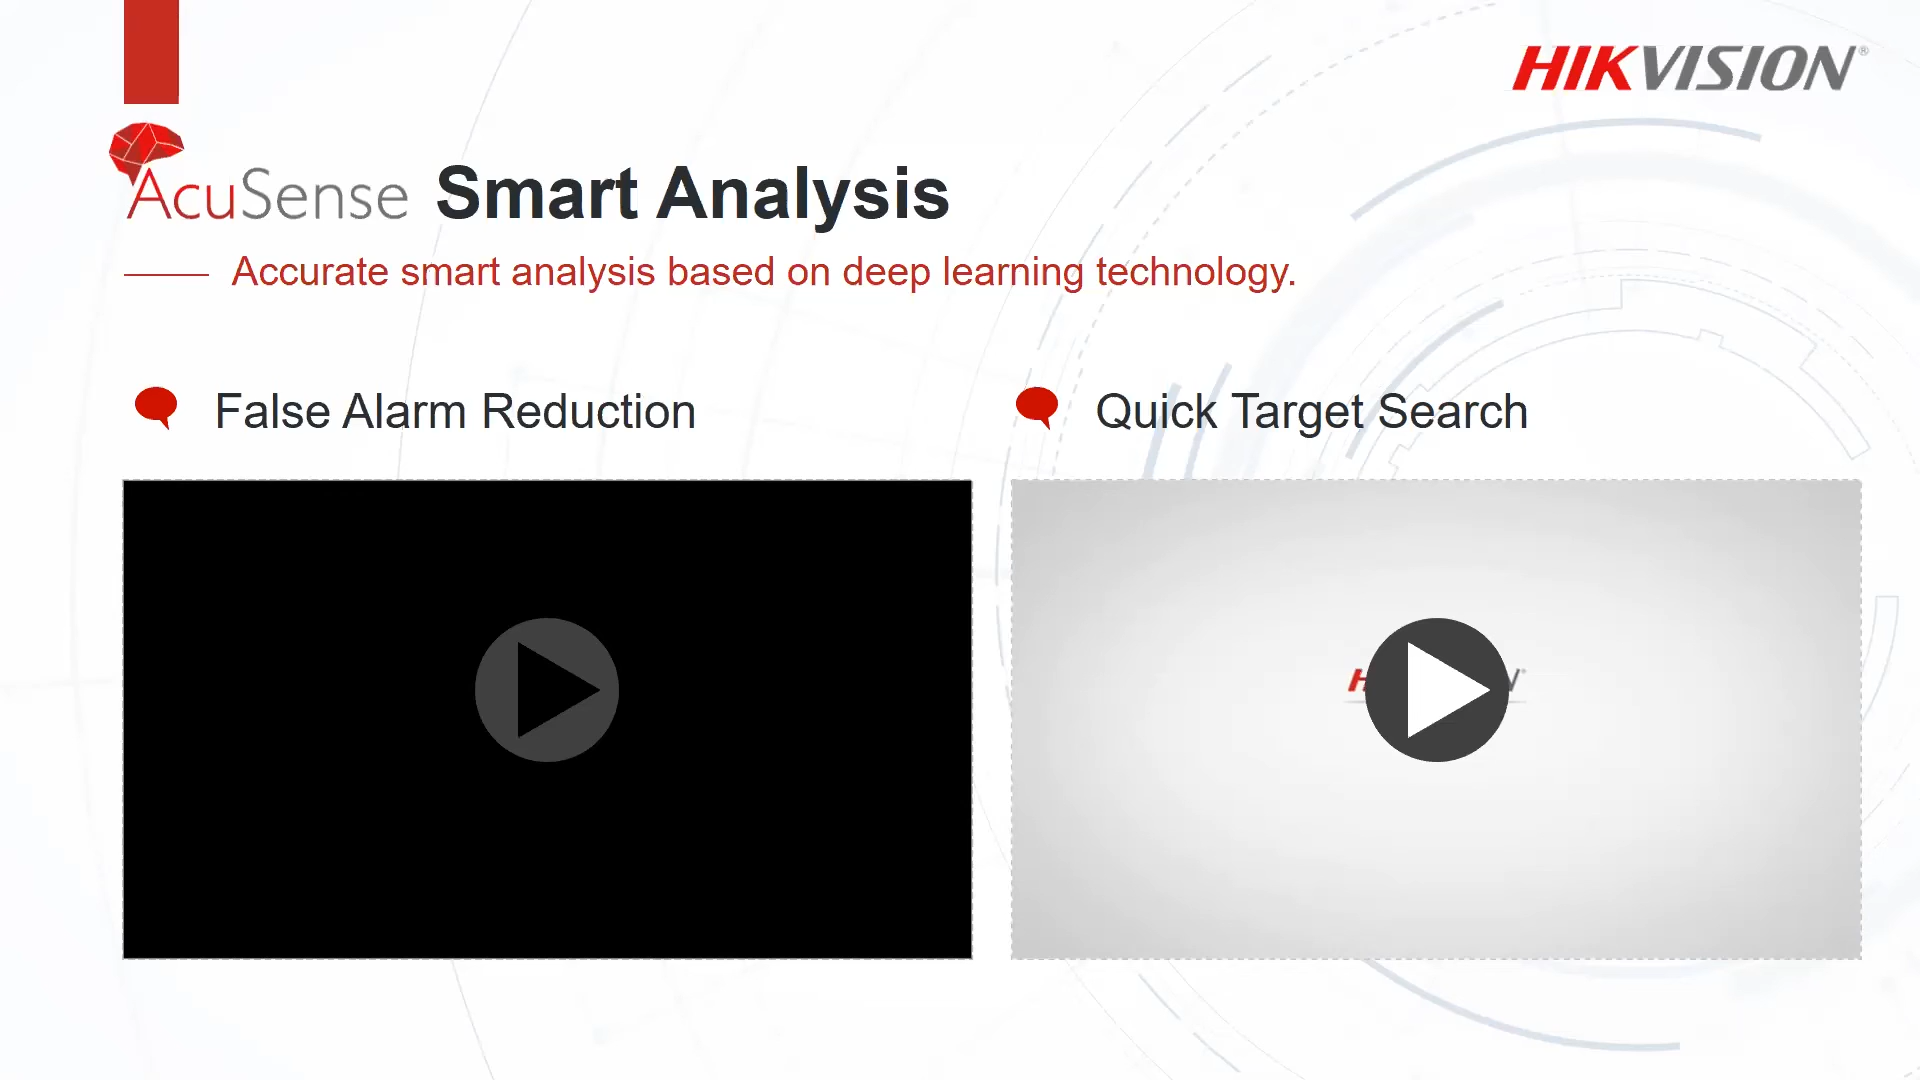 HIKVISION®
AcuSense Smart Analysis
Accurate smart analysis based on deep learning technology.
False Alarm Reduction
Quick Target Search